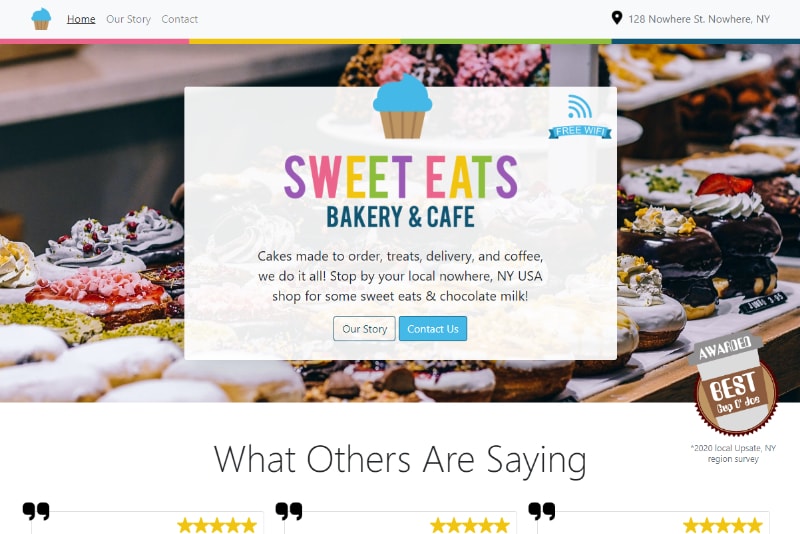 Home Our Story Contact 128 Nowhere St. Nowhere, NY
FREE WIFI
SWEET EATS
BAKERY & CAFE
Cakes made to order, treats, delivery, and coffee,
we do it all! Stop by your local nowhere, NY USA
shop for some sweet eats & chocolate milk!
Our Story Contact Us
AWARDED
BEST
Cup O' Joe
*2020 local Upsate, NY
region survey
What Others Are Saying